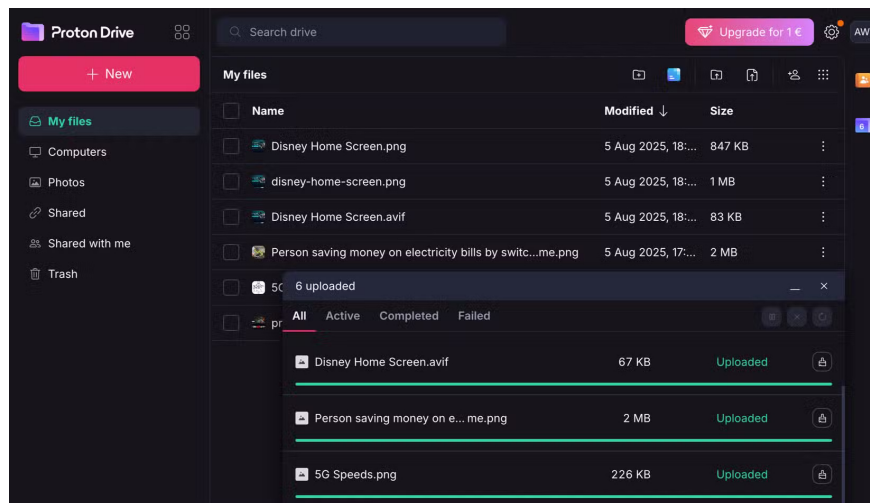 Proton Drive
Search drive
Upgrade for 1 €
AW
+ New
My files
My files
Computers
Photos
Shared
Shared with me
Trash
Name Modified ↓ Size
Disney Home Screen.png 5 Aug 2025, 18:... 847 KB
disney-home-screen.png 5 Aug 2025, 18:... 1 MB
Disney Home Screen.avif 5 Aug 2025, 18:... 83 KB
Person saving money on electricity bills by switc...me.png 5 Aug 2025, 17:... 2 MB
5G
pr
6 uploaded
All Active Completed Failed
Disney Home Screen.avif 67 KB Uploaded
Person saving money on e... me.png 2 MB Uploaded
5G Speeds.png 226 KB Uploaded
6